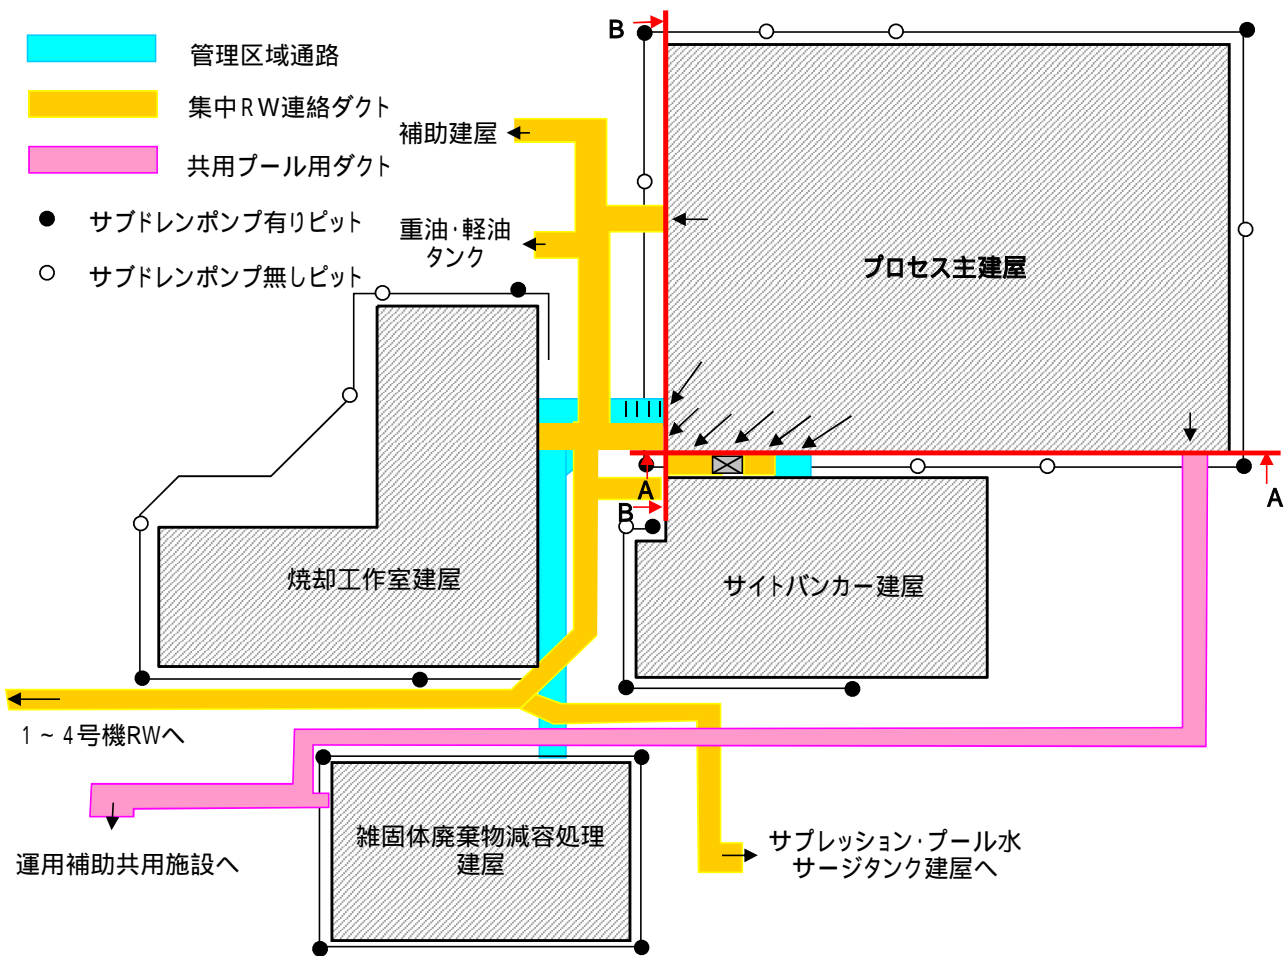 管理区域通路
集中RW連絡ダクト
共用プール用ダクト
サブドレンポンプ有りピット
サブドレンポンプ無しピット
B
補助建屋
重油・軽油
タンク
プロセス主建屋
A
A
B
焼却工作室建屋
サイトバンカー建屋
1～4号機RWへ
雑固体廃棄物減容処理
建屋
運用補助共用施設へ
サプレッション・プール水
サージタンク建屋へ